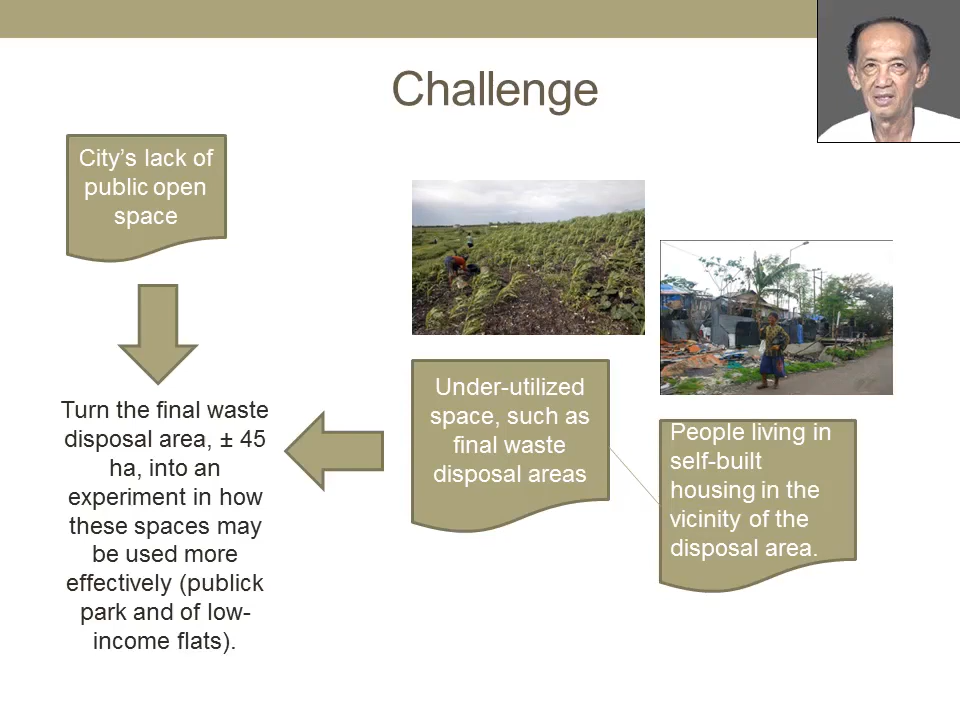 Challenge
City’s lack of
public open
space
Turn the final waste
disposal area, ± 45
ha, into an
experiment in how
these spaces may
be used more
effectively (publick
park and of low-
income flats).
Under-utilized
space, such as
final waste
disposal areas
People living in
self-built
housing in the
vicinity of the
disposal area.